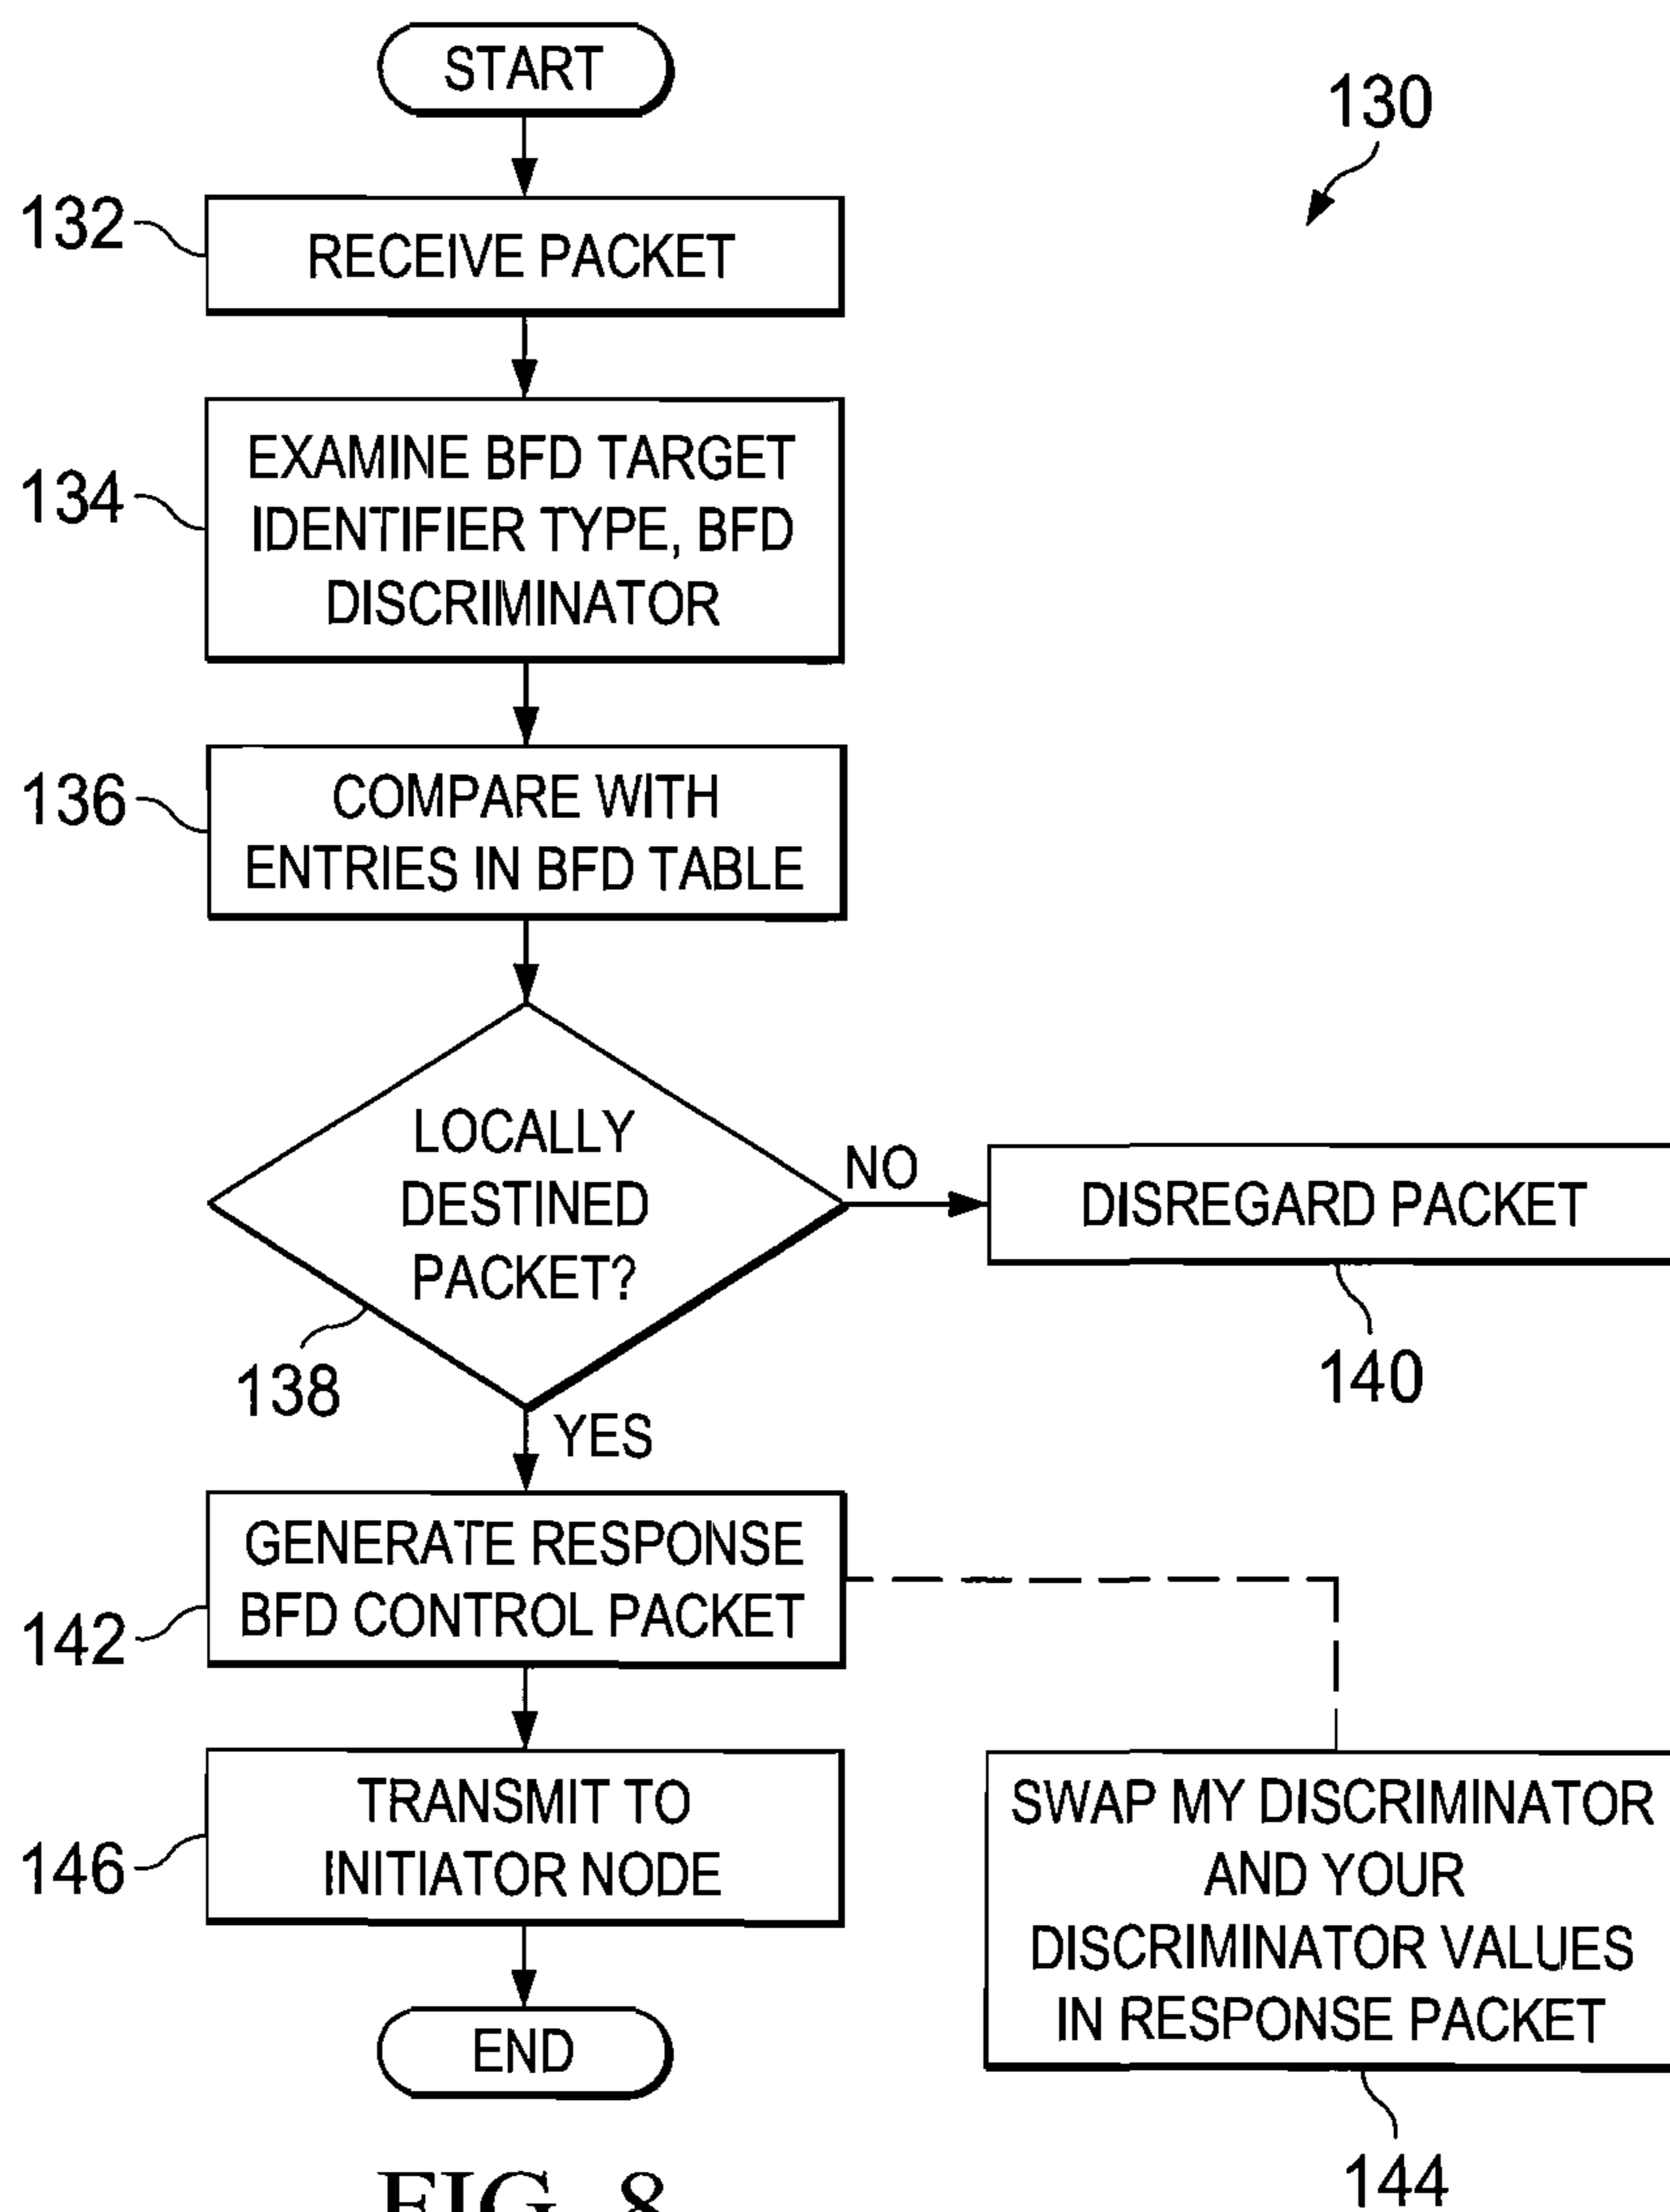 START
130
132
RECEIVE PACKET
134
EXAMINE BFD TARGET
IDENTIFIER TYPE, BFD
DISCRIMINATOR
136
COMPARE WITH
ENTRIES IN BFD TABLE
LOCALLY
DESTINED
PACKET?
138
NO
DISREGARD PACKET
140
YES
142
GENERATE RESPONSE
BFD CONTROL PACKET
146
TRANSMIT TO
INITIATOR NODE
SWAP MY DISCRIMINATOR
AND YOUR
DISCRIMINATOR VALUES
IN RESPONSE PACKET
144
END
FIG. 8